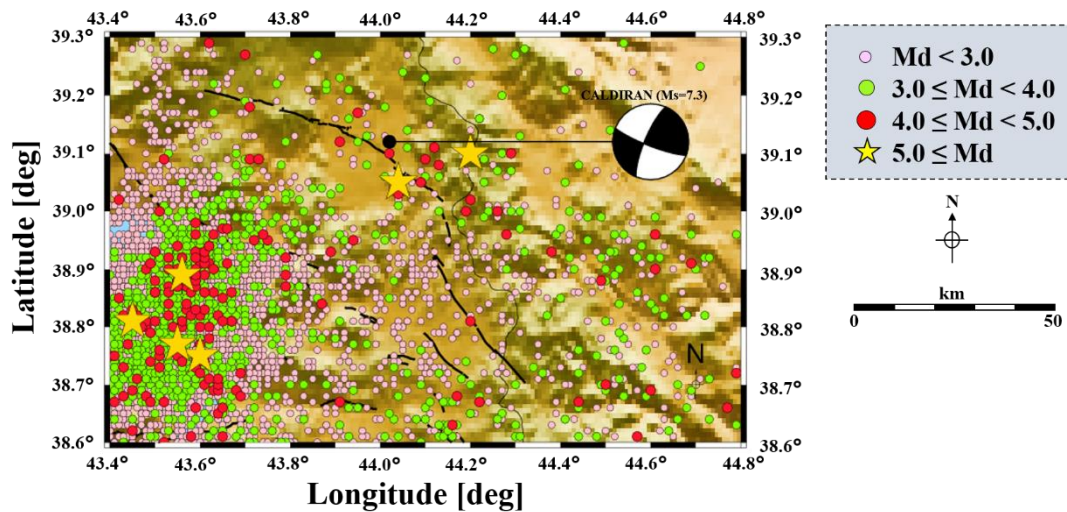 43.4° 43.6° 43.8° 44.0° 44.2° 44.4° 44.6° 44.8°
39.3° 39.3°
39.2° 39.2°
39.1° 39.1°
39.0° 39.0°
38.9° 38.9°
38.8° 38.8°
38.7° 38.7°
38.6° 38.6°
43.4° 43.6° 43.8° 44.0° 44.2° 44.4° 44.6° 44.8°
Latitude [deg]
Longitude [deg]
CALDIRAN (Ms=7.3)
N
Md < 3.0
3.0 ≤ Md < 4.0
4.0 ≤ Md < 5.0
5.0 ≤ Md
N
km
0 50